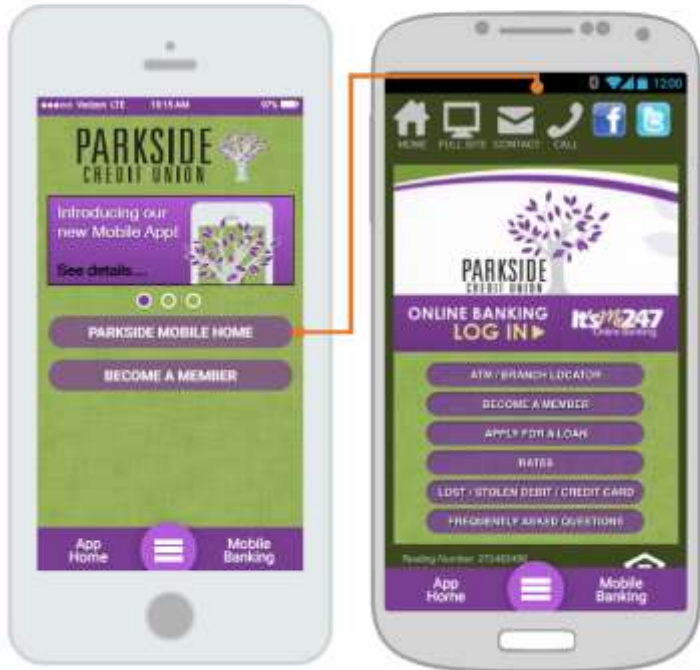 Verizon LTE 10:15 AM 97%
PARKSIDE
CREDIT UNION
Introducing our
new Mobile App!
See details...
PARKSIDE MOBILE HOME
BECOME A MEMBER
App
Home
Mobile
Banking
12:00
HOME FULL SITE CONTACT CALL
PARKSIDE
CREDIT UNION
ONLINE BANKING
LOG IN
It'sMe247
Online Banking
ATM / BRANCH LOCATOR
BECOME A MEMBER
APPLY FOR A LOAN
RATES
LOST / STOLEN DEBIT / CREDIT CARD
FREQUENTLY ASKED QUESTIONS
Routing Number:
App
Home
Mobile
Banking